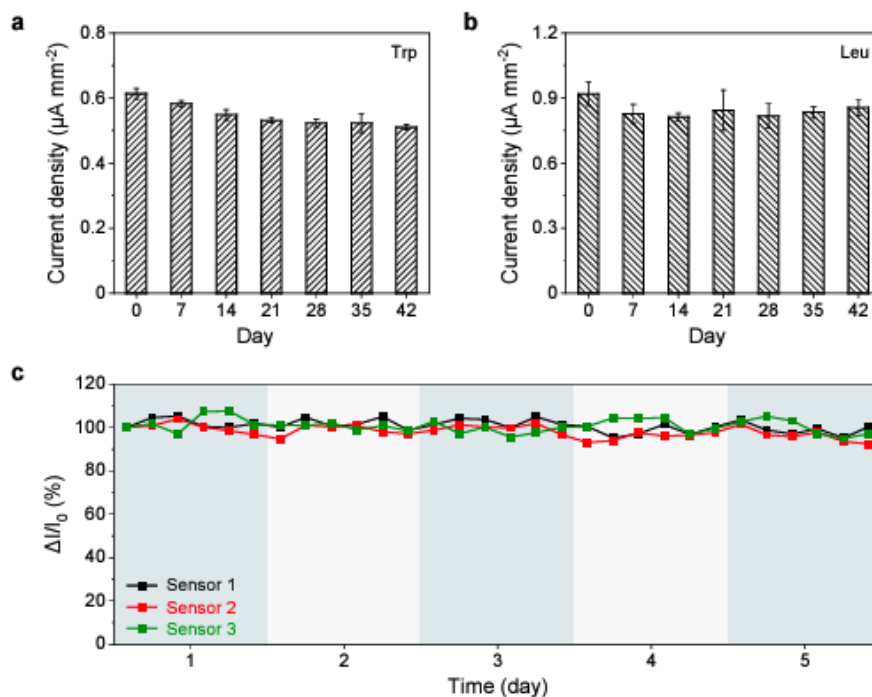 a
Trp
Current density (µA mm⁻²)
0.8
0.6
0.4
0.2
0
0 7 14 21 28 35 42
Day
b
Leu
Current density (µA mm⁻²)
1.2
0.9
0.6
0.3
0
0 7 14 21 28 35 42
Day
c
ΔI/I₀ (%)
120
100
80
60
40
20
0
Sensor 1
Sensor 2
Sensor 3
1 2 3 4 5
Time (day)